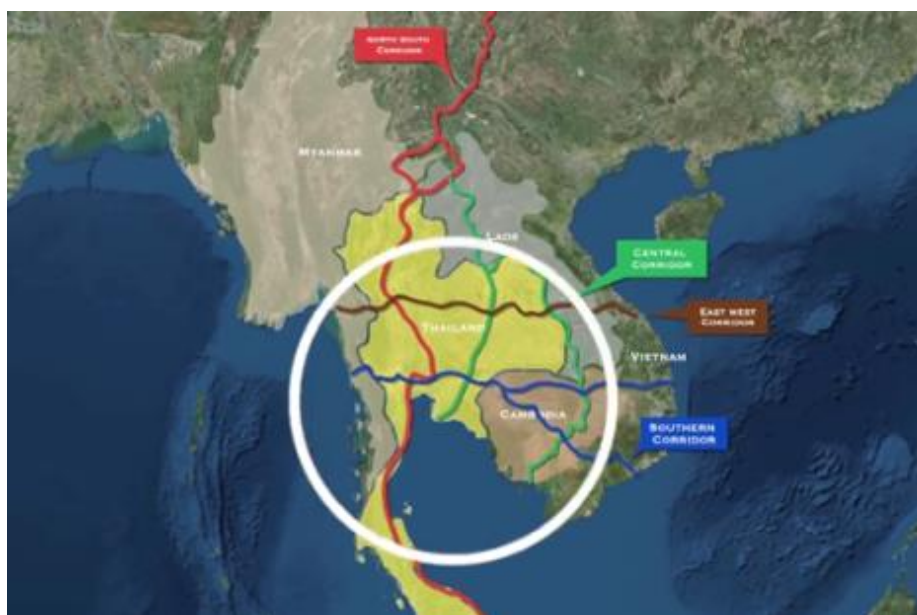 NORTH SOUTH
CORRIDOR
MYANMAR
LAOS
CENTRAL
CORRIDOR
EAST WEST
CORRIDOR
THAILAND
VIETNAM
CAMBODIA
SOUTHERN
CORRIDOR